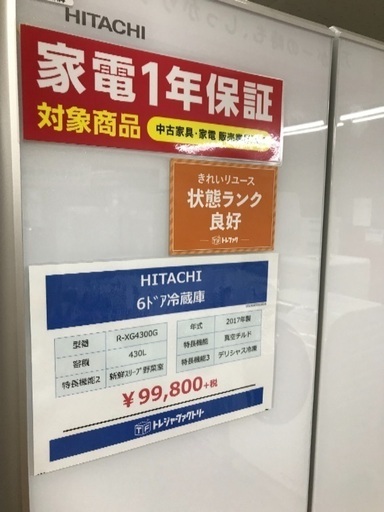 HITACHI
家電1年保証
対象商品
中古家具・家電
きれいリユース
状態ランク
良好
トレファク
HITACHI
6ドア冷蔵庫
型番 R-XG4300G 年式 2017年製
容積 430L 特長機能 真空チルド
特長機能2 新鮮スリープ野菜室 特長機能3 デリシャス冷凍
¥99,800+税
TF トレジャーファクトリー